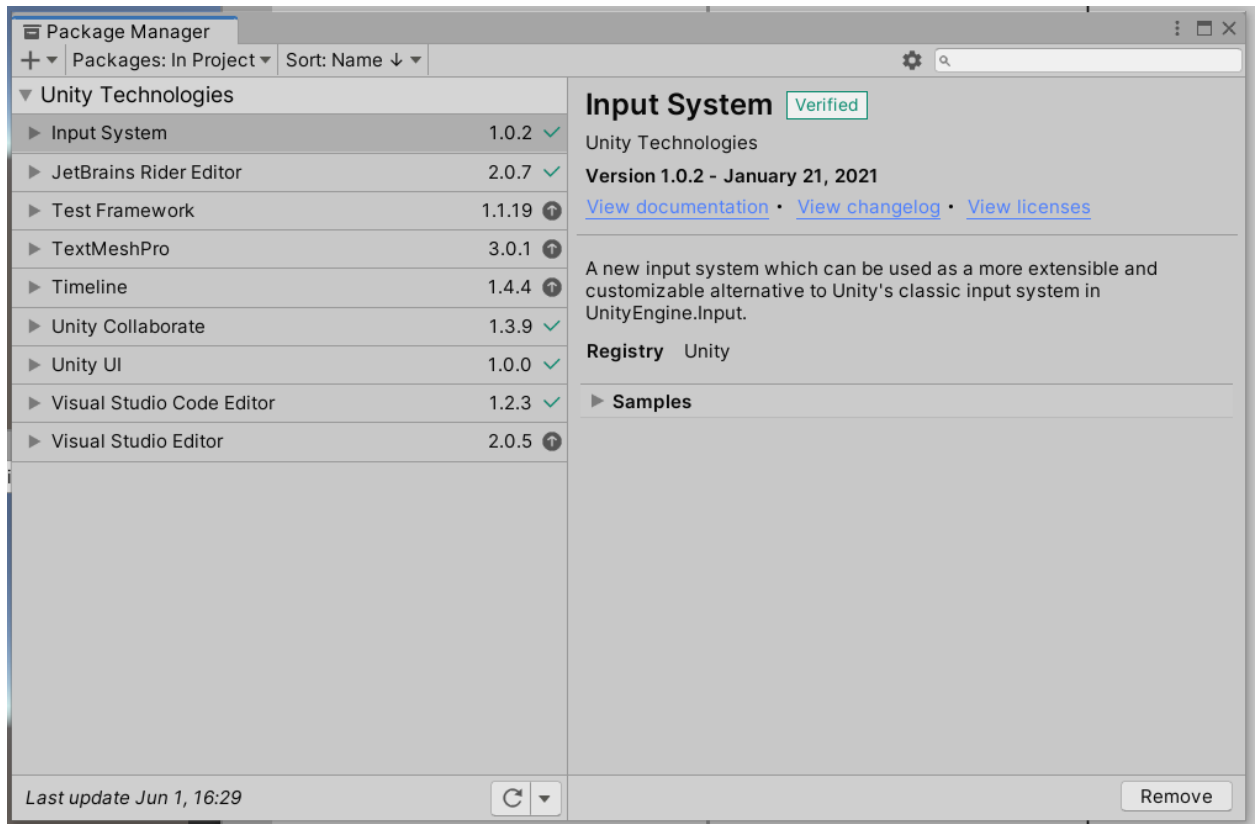 Package Manager
Packages: In Project Sort: Name ↓
Unity Technologies
Input System 1.0.2
JetBrains Rider Editor 2.0.7
Test Framework 1.1.19
TextMeshPro 3.0.1
Timeline 1.4.4
Unity Collaborate 1.3.9
Unity UI 1.0.0
Visual Studio Code Editor 1.2.3
Visual Studio Editor 2.0.5
Last update Jun 1, 16:29
Input System Verified
Unity Technologies
Version 1.0.2 - January 21, 2021
View documentation • View changelog • View licenses
A new input system which can be used as a more extensible and
customizable alternative to Unity's classic input system in
UnityEngine.Input.
Registry Unity
Samples
Remove